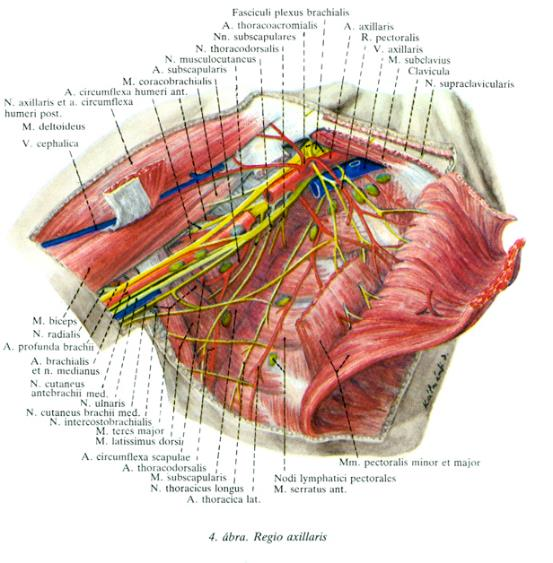 Fasciculi plexus brachialis
A. thoracoacromialis
A. axillaris
Nn. subscapulares
R. pectoralis
N. thoracodorsalis
V. axillaris
N. musculocutaneus
M. subclavius
A. subscapularis
Clavicula
M. coracobrachialis
N. supraclavicularis
A. circumflexa humeri ant.
N. axillaris et a. circumflexa
humeri post.
M. deltoideus
V. cephalica
M. biceps
N. radialis
A. profunda brachii
A. brachialis
et n. medianus
N. cutaneus
antebrachii med.
N. ulnaris
N. cutaneus brachii med.
N. intercostobrachialis
M. teres major
M. latissimus dorsi
A. circumflexa scapulae
A. thoracodorsalis
M. subscapularis
N. thoracicus longus
A. thoracica lat.
Mm. pectoralis minor et major
Nodi lymphatici pectorales
M. serratus ant.
4. ábra. Regio axillaris